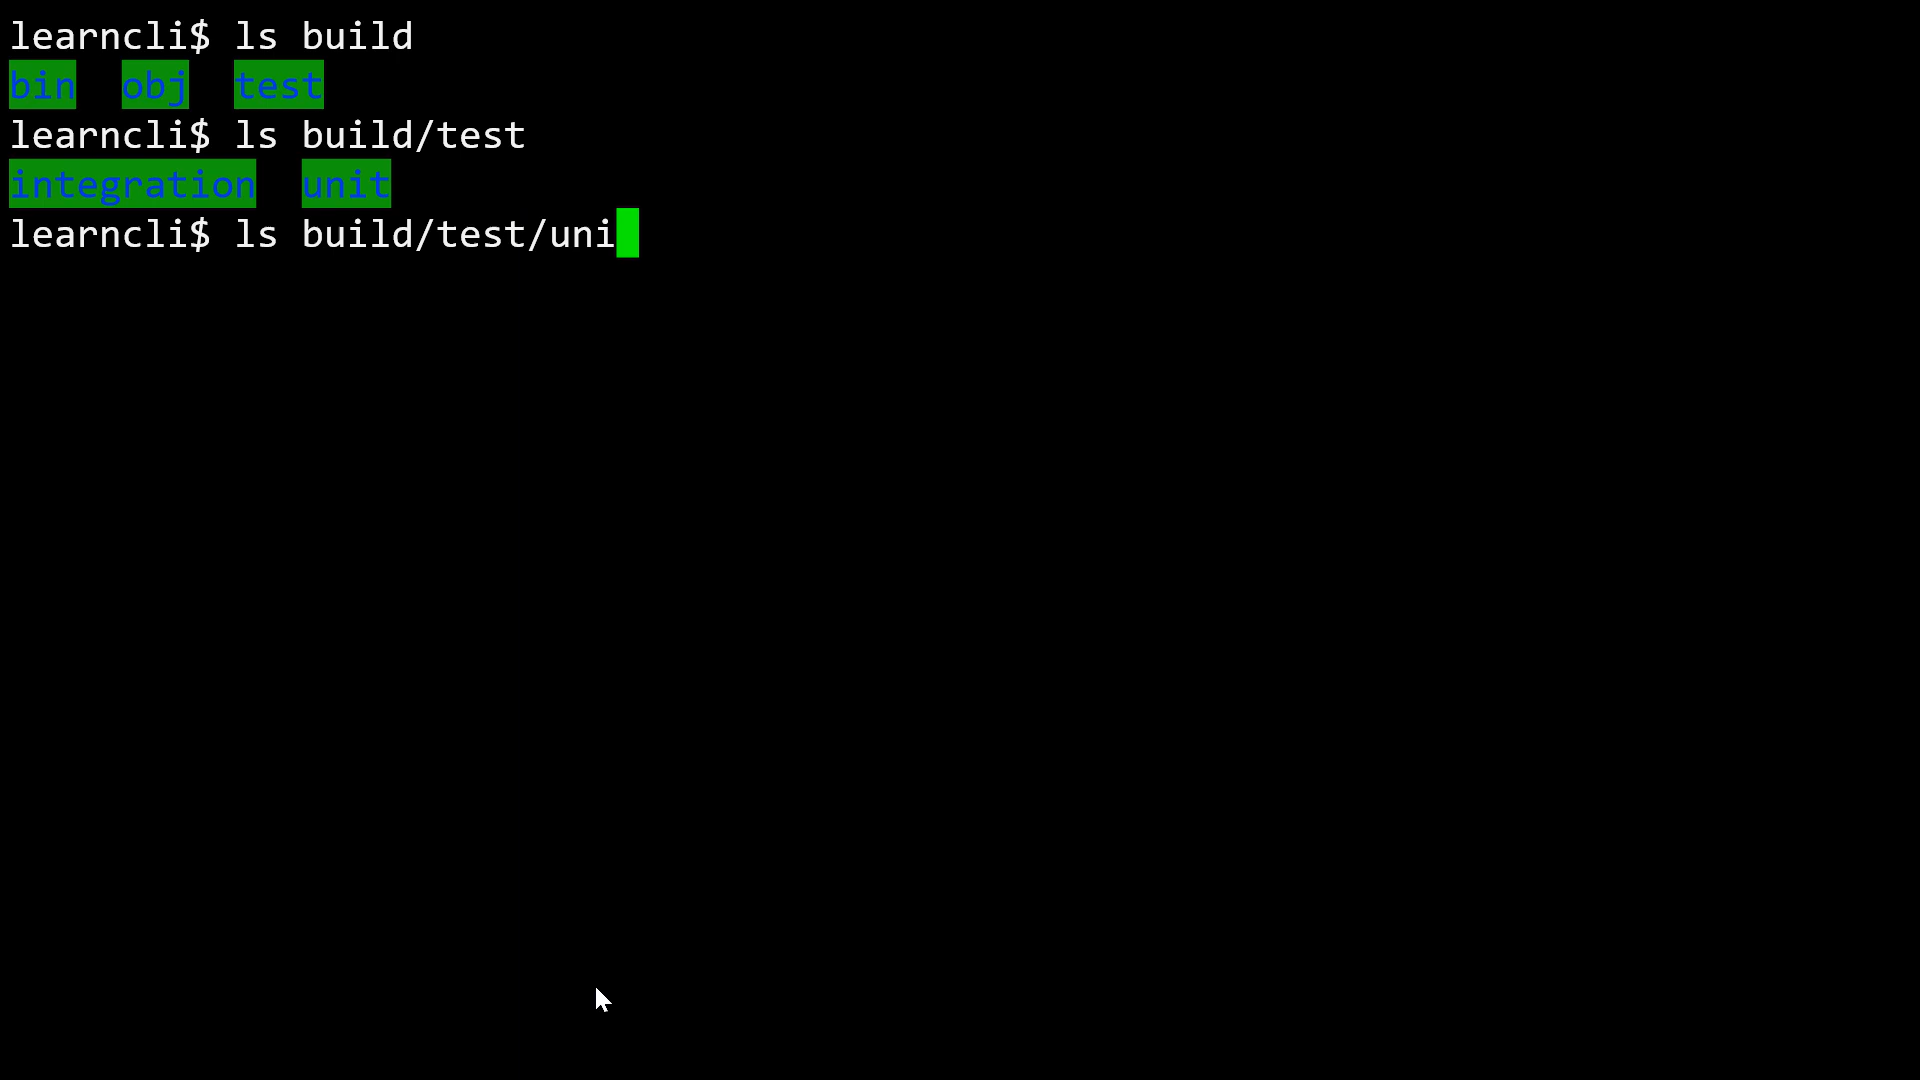 learncli$ ls build
bin  obj  test
learncli$ ls build/test
integration  unit
learncli$ ls build/test/uni